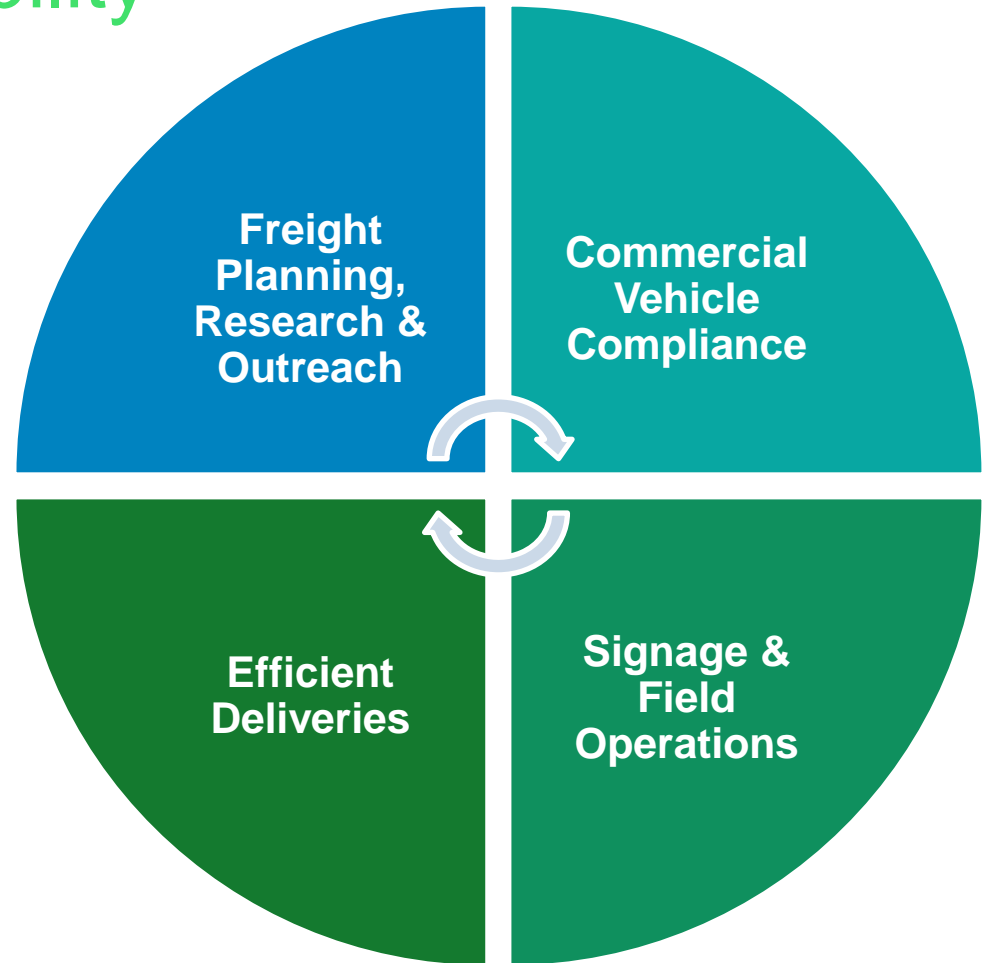 Freight
Planning,
Research &
Outreach
Commercial
Vehicle
Compliance
Efficient
Deliveries
Signage &
Field
Operations